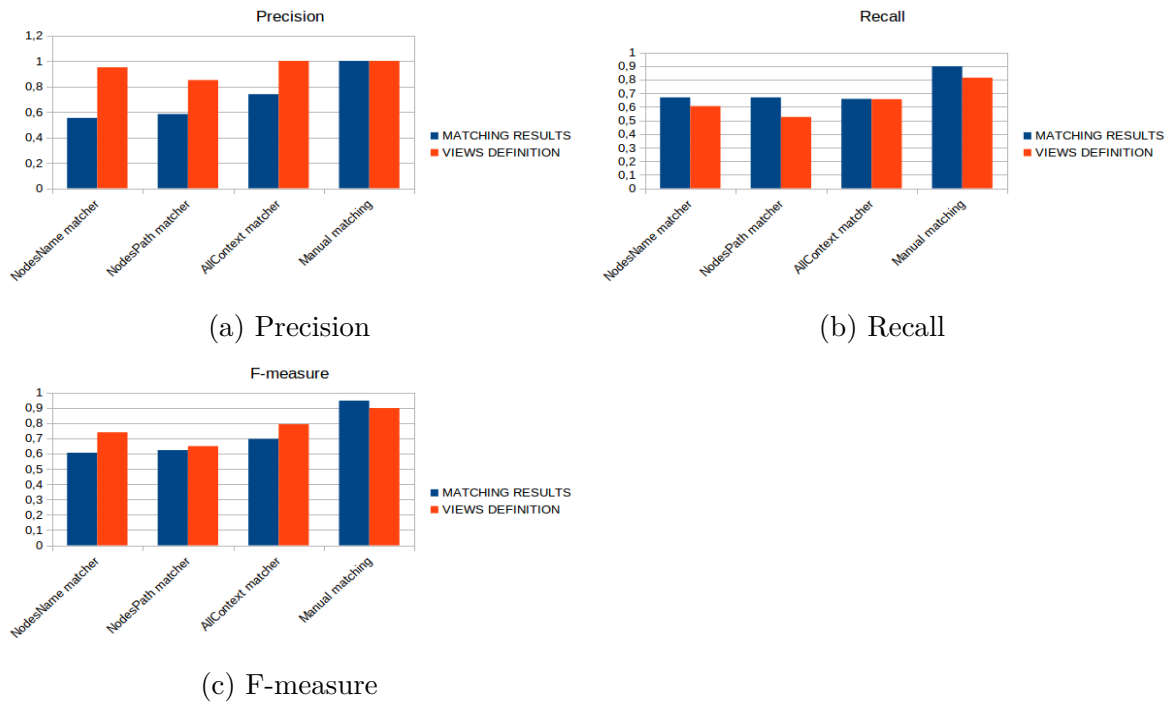 Precision
1,2
1
0,8
0,6
0,4
0,2
0
NodesName matcher
NodesPath matcher
AllContext matcher
Manual matching
MATCHING RESULTS
VIEWS DEFINITION
(a) Precision
Recall
1
0,9
0,8
0,7
0,6
0,5
0,4
0,3
0,2
0,1
0
NodesName matcher
NodesPath matcher
AllContext matcher
Manual matching
MATCHING RESULTS
VIEWS DEFINITION
(b) Recall
F-measure
1
0,9
0,8
0,7
0,6
0,5
0,4
0,3
0,2
0,1
0
NodesName matcher
NodesPath matcher
AllContext matcher
Manual matching
MATCHING RESULTS
VIEWS DEFINITION
(c) F-measure